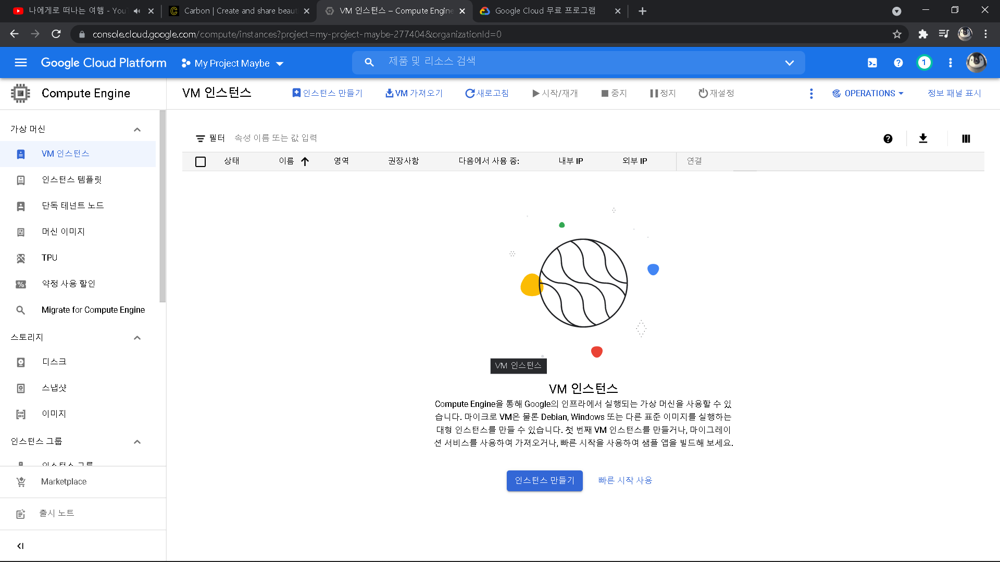 나에게로 떠나는 여행 - You
Carbon | Create and share beaut
VM 인스턴스 – Compute Engine
Google Cloud 무료 프로그램
console.cloud.google.com/compute/instances?project=my-project-maybe-277404&organizationId=0
Google Cloud Platform
My Project Maybe
제품 및 리소스 검색
1
Compute Engine
VM 인스턴스
인스턴스 만들기
VM 가져오기
새로고침
시작/재개
중지
정지
재설정
OPERATIONS
정보 패널 표시
가상 머신
VM 인스턴스
인스턴스 템플릿
단독 테넌트 노드
머신 이미지
TPU
약정 사용 할인
Migrate for Compute Engine
스토리지
디스크
스냅샷
이미지
인스턴스 그룹
인스턴스 그룹
Marketplace
출시 노트
필터 속성 이름 또는 값 입력
상태 이름 영역 권장사항 다음에서 사용 중: 내부 IP 외부 IP 연결
VM 인스턴스
VM 인스턴스
Compute Engine을 통해 Google의 인프라에서 실행되는 가상 머신을 사용할 수 있
습니다. 마이크로 VM은 물론 Debian, Windows 또는 다른 표준 이미지를 실행하는
대형 인스턴스를 만들 수 있습니다. 첫 번째 VM 인스턴스를 만들거나, 마이그레이
션 서비스를 사용하여 가져오거나, 빠른 시작을 사용하여 샘플 앱을 빌드해 보세요.
인스턴스 만들기
빠른 시작 사용